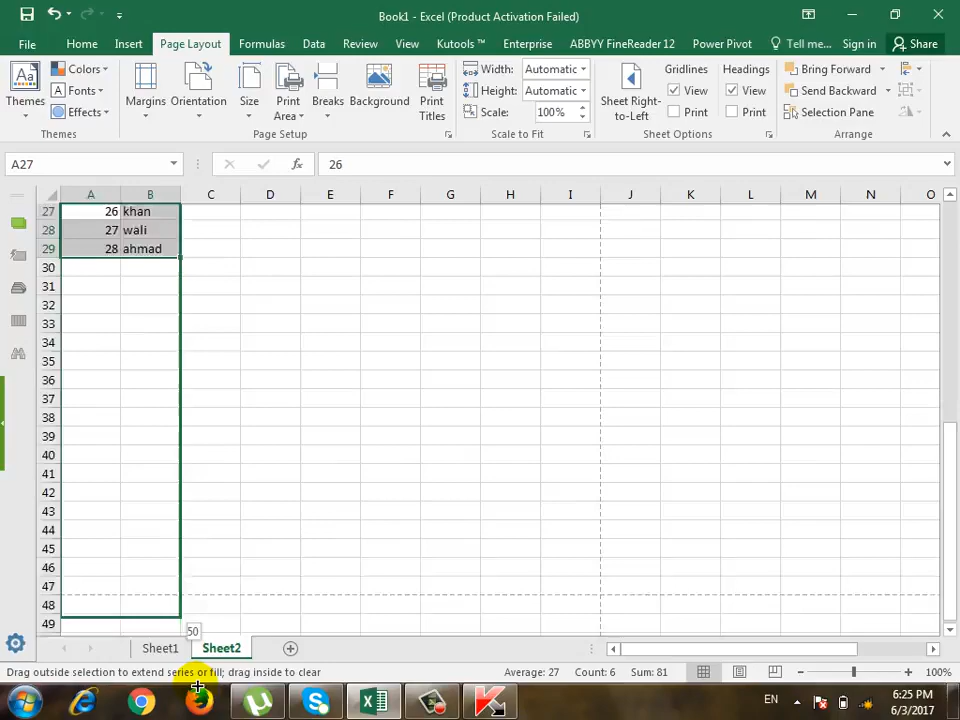 Book1 - Excel (Product Activation Failed)
File Home Insert Page Layout Formulas Data Review View Kutools ™ Enterprise ABBYY FineReader 12 Power Pivot Tell me... Sign in Share
Themes
Colors
Fonts
Effects
Margins
Orientation
Size
Print Area
Breaks
Background
Print Titles
Width: Automatic
Height: Automatic
Scale: 100%
Sheet Right-to-Left
Gridlines
View
Print
Headings
View
Print
Bring Forward
Send Backward
Selection Pane
Themes Page Setup Scale to Fit Sheet Options Arrange
A27 fx 26
A B C D E F G H I J K L M N O
27 26 khan
28 27 wali
29 28 ahmad
30
31
32
33
34
35
36
37
38
39
40
41
42
43
44
45
46
47
48
49
50
Sheet1 Sheet2
Drag outside selection to extend series or fill; drag inside to clear Average: 27 Count: 6 Sum: 81 100%
EN 6:25 PM
6/3/2017